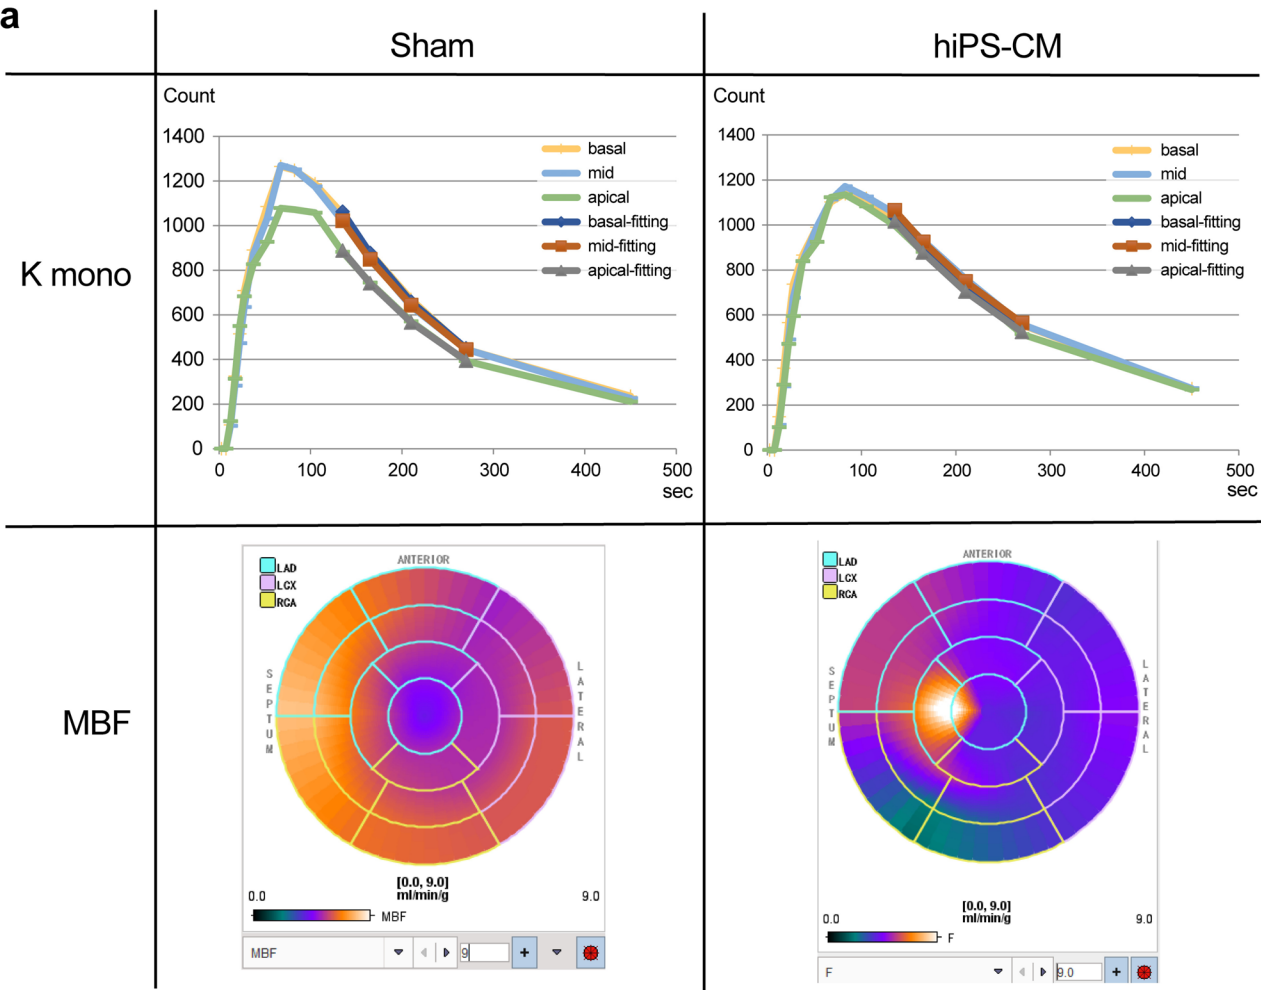 a
Sham
hiPS-CM
K mono
Count
1400
1200
1000
800
600
400
200
0
0 100 200 300 400 500
sec
basal
mid
apical
basal-fitting
mid-fitting
apical-fitting
Count
1400
1200
1000
800
600
400
200
0
0 100 200 300 400 500
sec
basal
mid
apical
basal-fitting
mid-fitting
apical-fitting
MBF
LAD
LCX
RCA
ANTERIOR
SEPTUM
LATERAL
[0.0, 9.0]
ml/min/g
0.0 9.0
MBF
MBF 9 +
LAD
LCX
RCA
ANTERIOR
SEPTUM
LATERAL
[0.0, 9.0]
ml/min/g
0.0 9.0
F
F 9.0 +